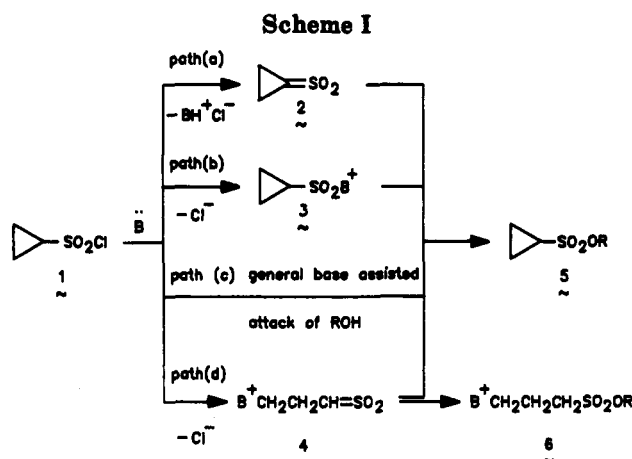 Scheme I
path(a)
SO2
−BH+Cl−
2
~
path(b)
SO2B+
−Cl−
3
~
SO2Cl
B̈
1
~
path (c) general base assisted
attack of ROH
SO2OR
5
~
path(d)
B+CH2CH2CH=SO2
−Cl−
4
B+CH2CH2CH2SO2OR
6
~